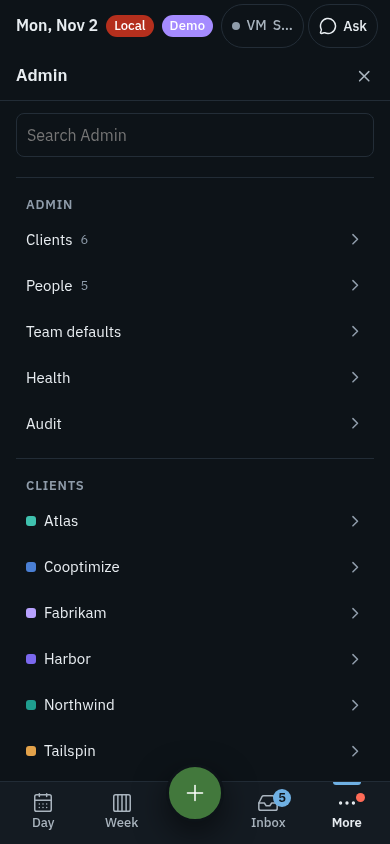 Mon, Nov 2 Local Demo VM S... Ask
Admin
Search Admin
ADMIN
Clients 6
People 5
Team defaults
Health
Audit
CLIENTS
Atlas
Cooptimize
Fabrikam
Harbor
Northwind
Tailspin
5
Day Week Inbox More